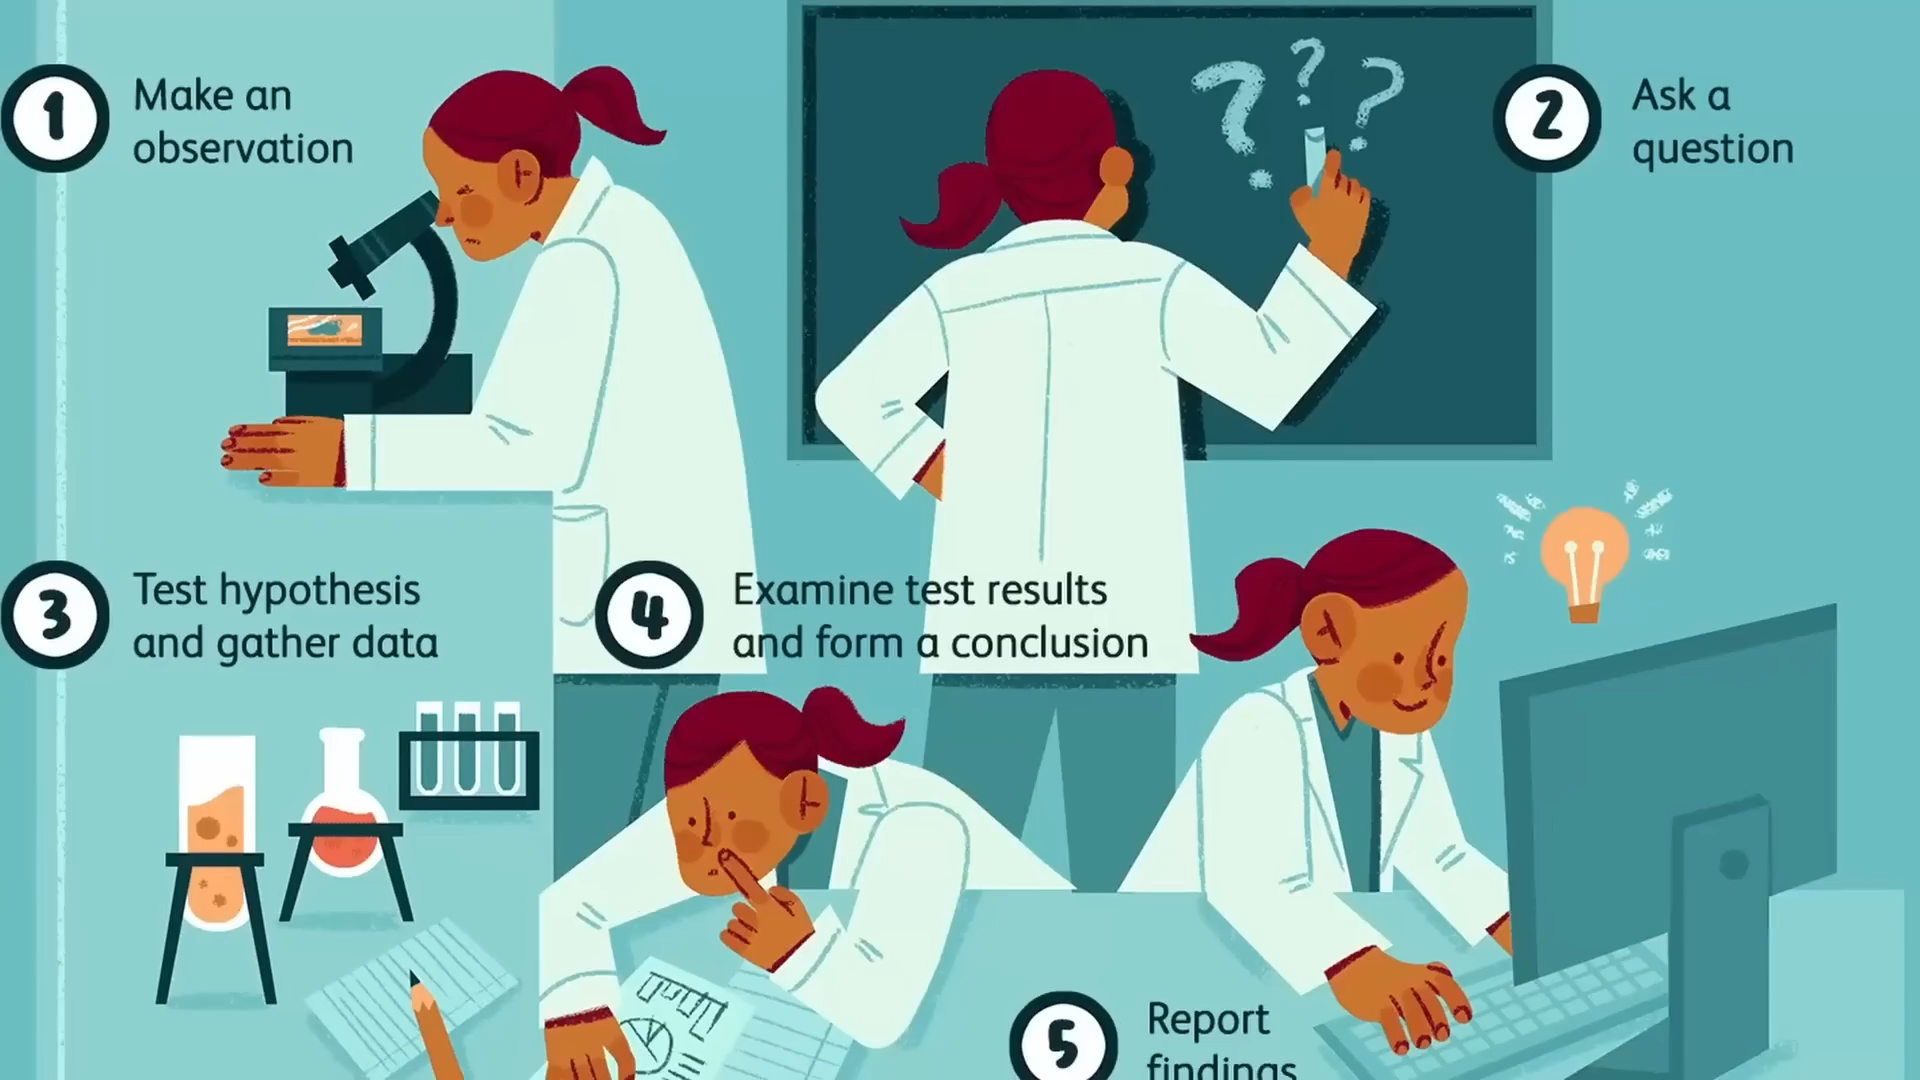 1
Make an
observation
2
Ask a
question
? ? ?
3
Test hypothesis
and gather data
4
Examine test results
and form a conclusion
5
Report
findings